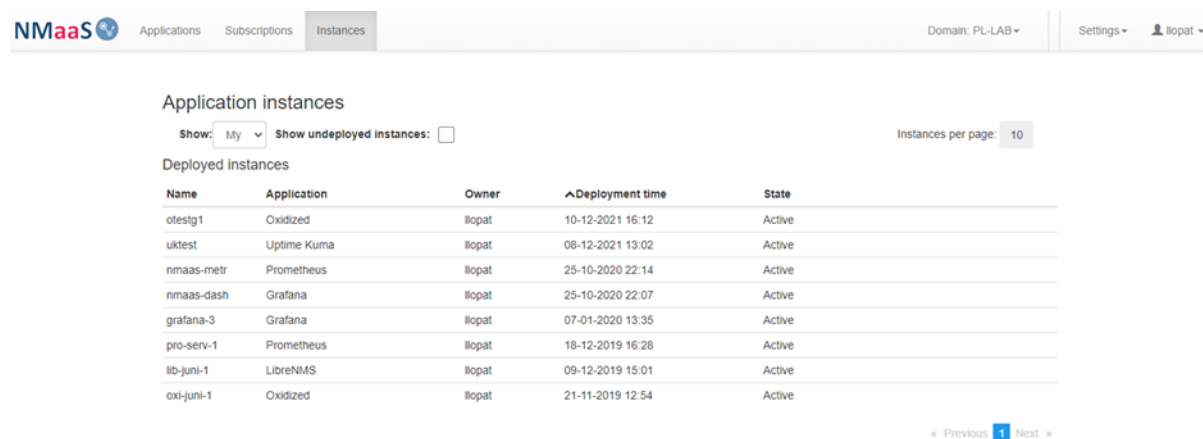 NMaaS Applications Subscriptions Instances Domain: PL-LAB Settings llopat
Application instances
Show: My Show undeployed instances: Instances per page: 10
Deployed instances
Name Application Owner Deployment time State
otestg1 Oxidized llopat 10-12-2021 16:12 Active
uktest Uptime Kuma llopat 08-12-2021 13:02 Active
nmaas-metr Prometheus llopat 25-10-2020 22:14 Active
nmaas-dash Grafana llopat 25-10-2020 22:07 Active
grafana-3 Grafana llopat 07-01-2020 13:35 Active
pro-serv-1 Prometheus llopat 18-12-2019 16:28 Active
lib-juni-1 LibreNMS llopat 09-12-2019 15:01 Active
oxi-juni-1 Oxidized llopat 21-11-2019 12:54 Active
« Previous 1 Next »